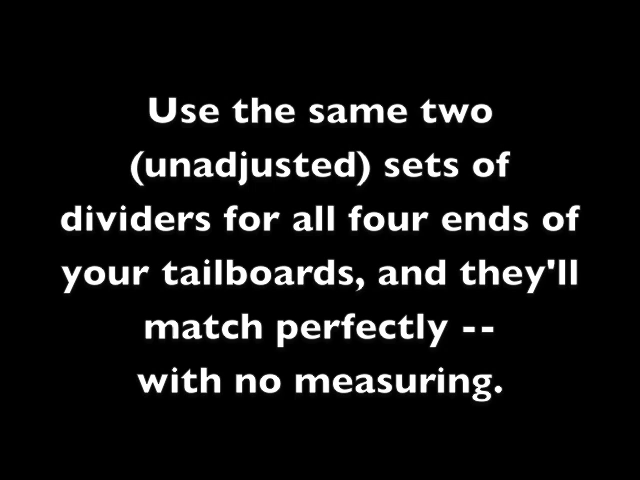 Use the same two
(unadjusted) sets of
dividers for all four ends of
your tailboards, and they'll
match perfectly --
with no measuring.